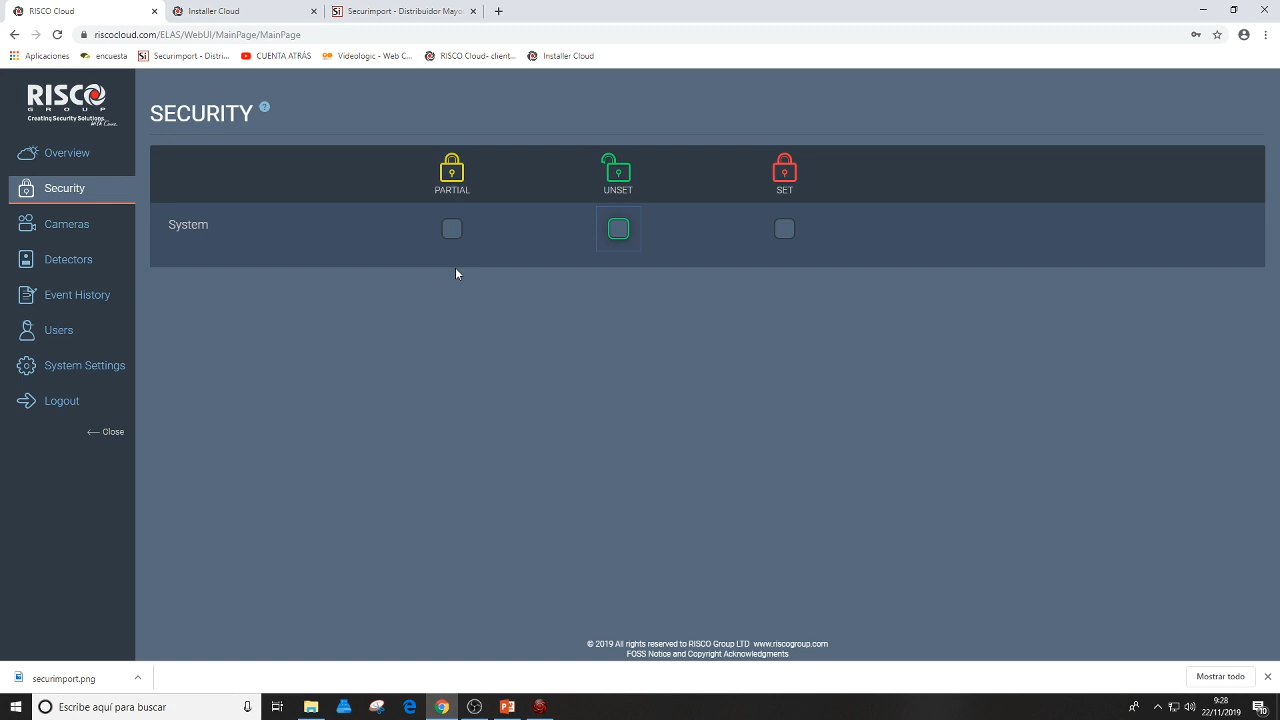 RISCO Cloud
Installer Cloud
Securimport - Distribuidor Mayo
riscocloud.com/ELAS/WebUI/MainPage/MainPage
Aplicaciones
encuesta
Securimport - Distri...
CUENTA ATRÁS
Videologic - Web C...
RISCO Cloud- client...
Installer Cloud
RISCO
GROUP
Creating Security Solutions
With Care
SECURITY ?
Overview
Security
Cameras
Detectors
Event History
Users
System Settings
Logout
Close
PARTIAL
UNSET
SET
System
© 2019 All rights reserved to RISCO Group LTD www.riscogroup.com
FOSS Notice and Copyright Acknowledgments
securimport.png
Mostrar todo
Escribe aquí para buscar
9:28
22/11/2019